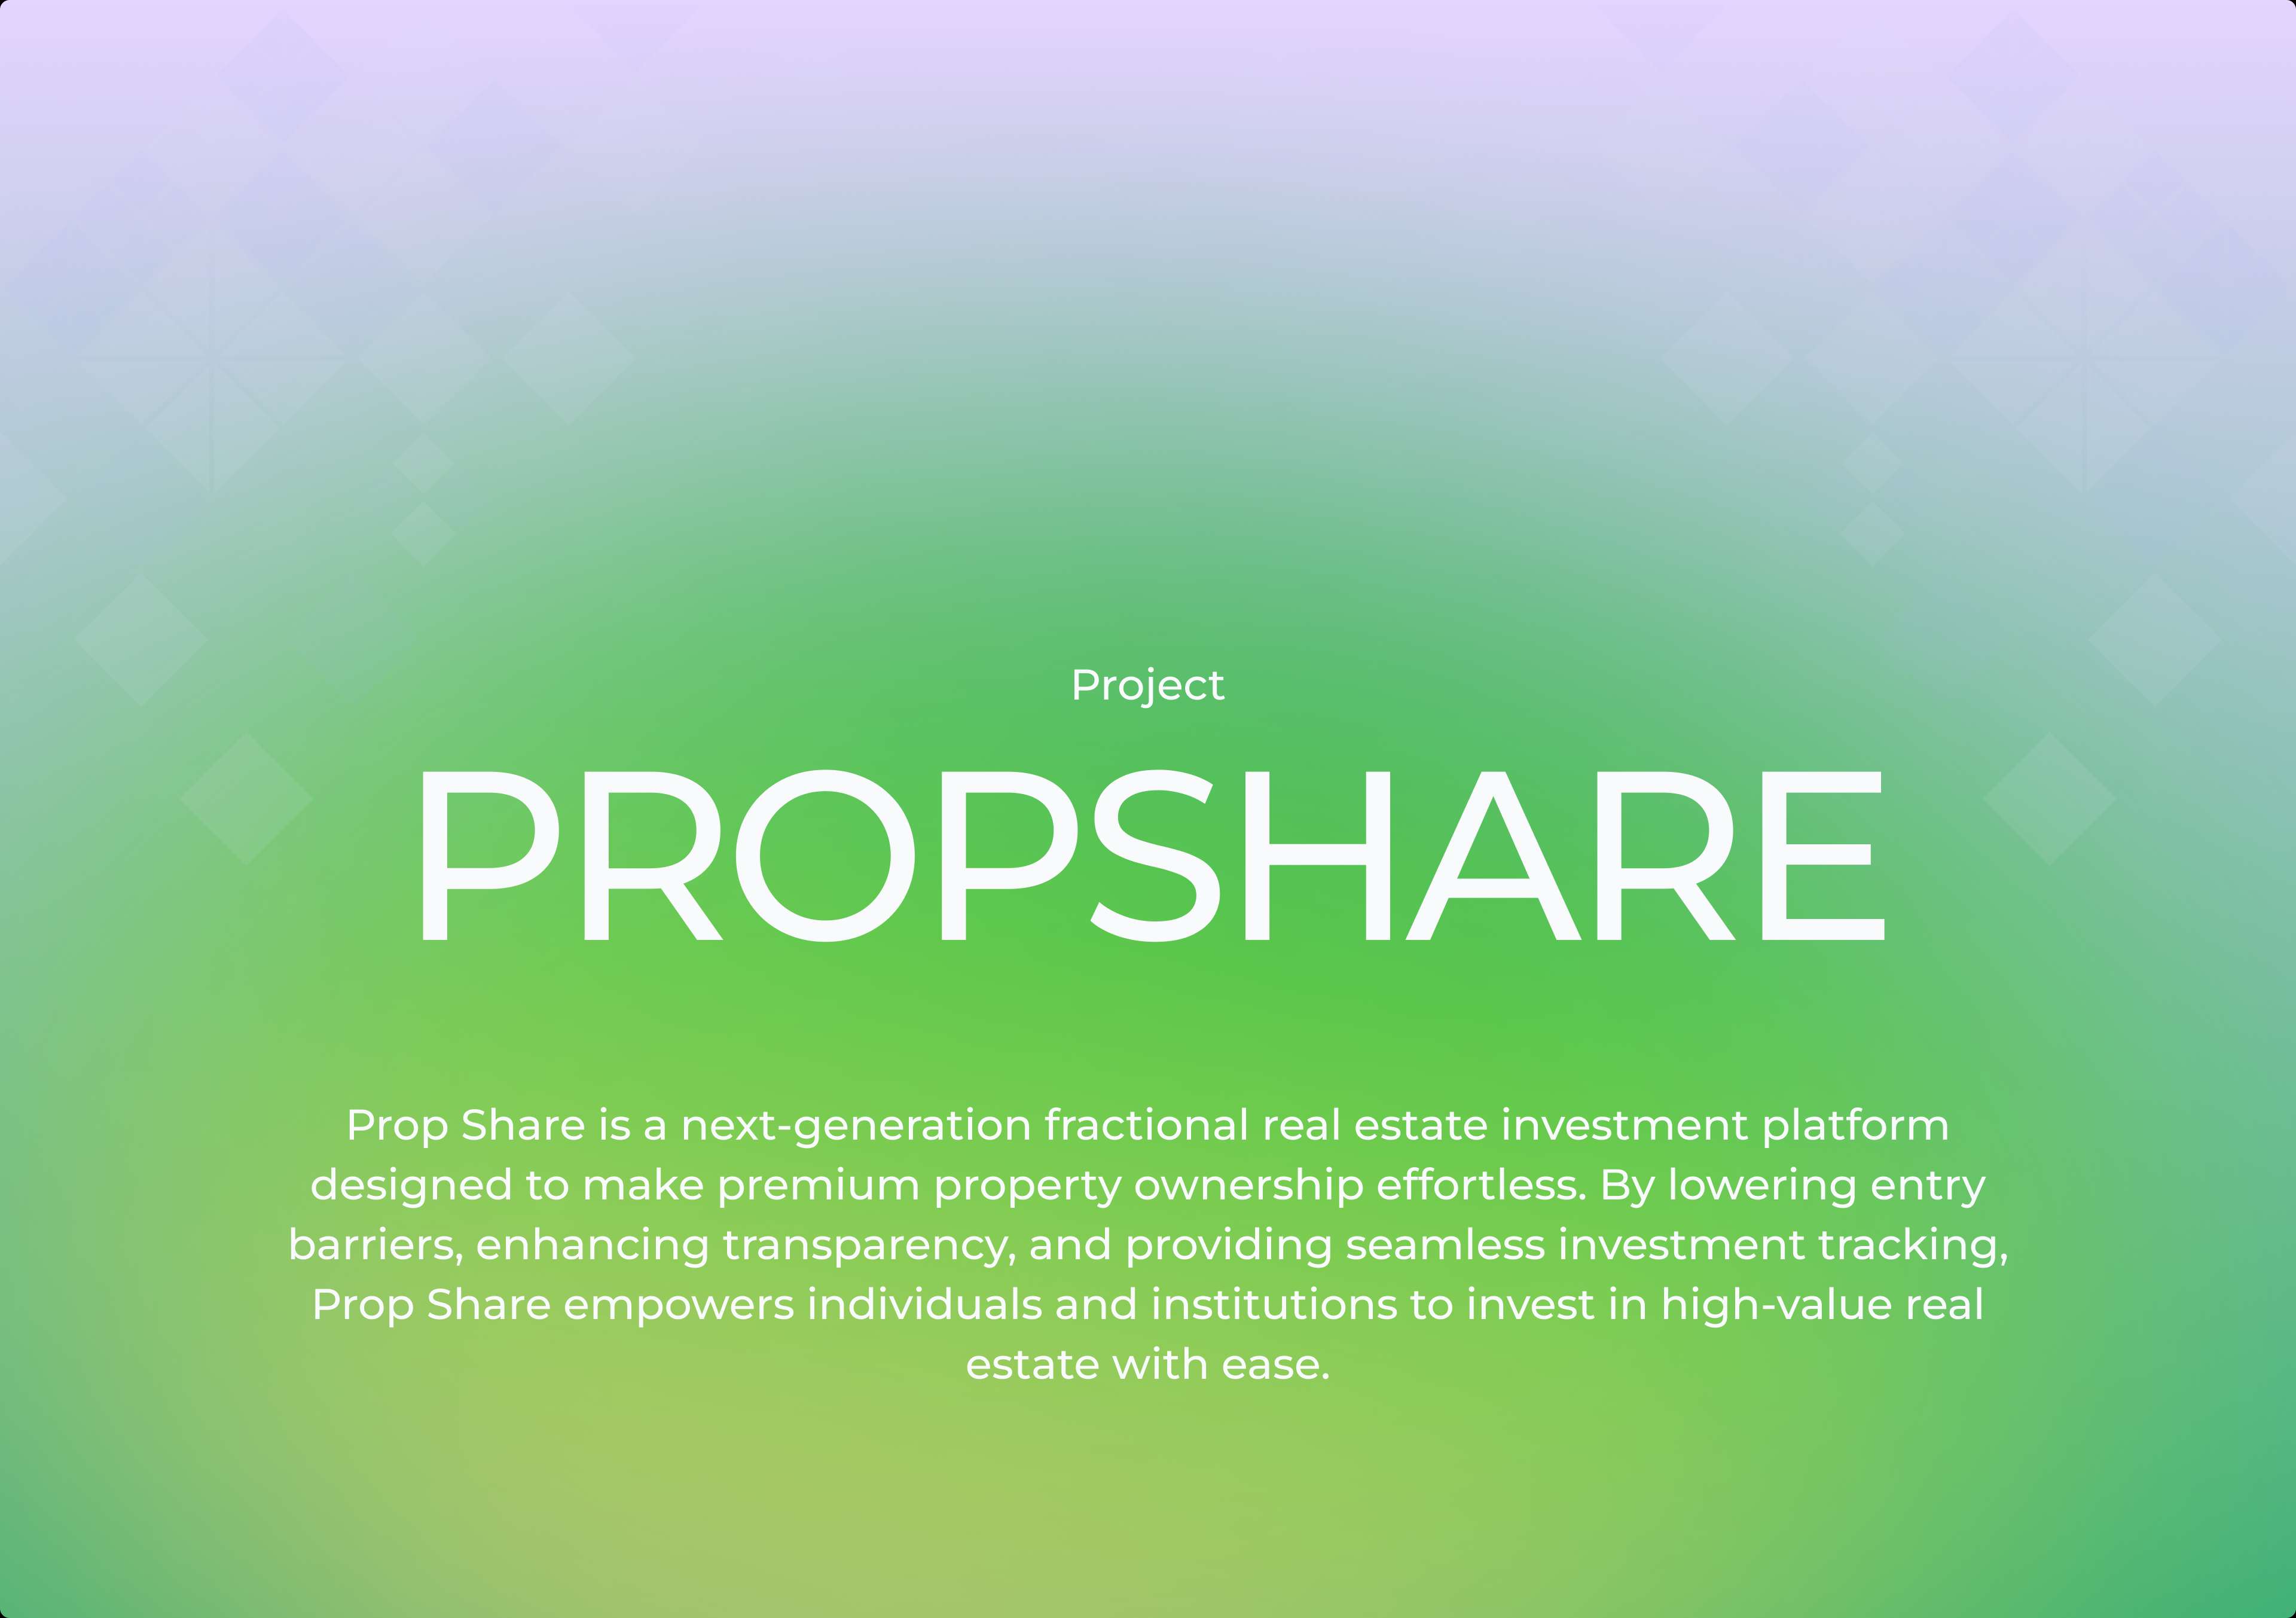 Project
PROPSHARE
Prop Share is a next-generation fractional real estate investment platform
designed to make premium property ownership effortless. By lowering entry
barriers, enhancing transparency, and providing seamless investment tracking,
Prop Share empowers individuals and institutions to invest in high-value real
estate with ease.